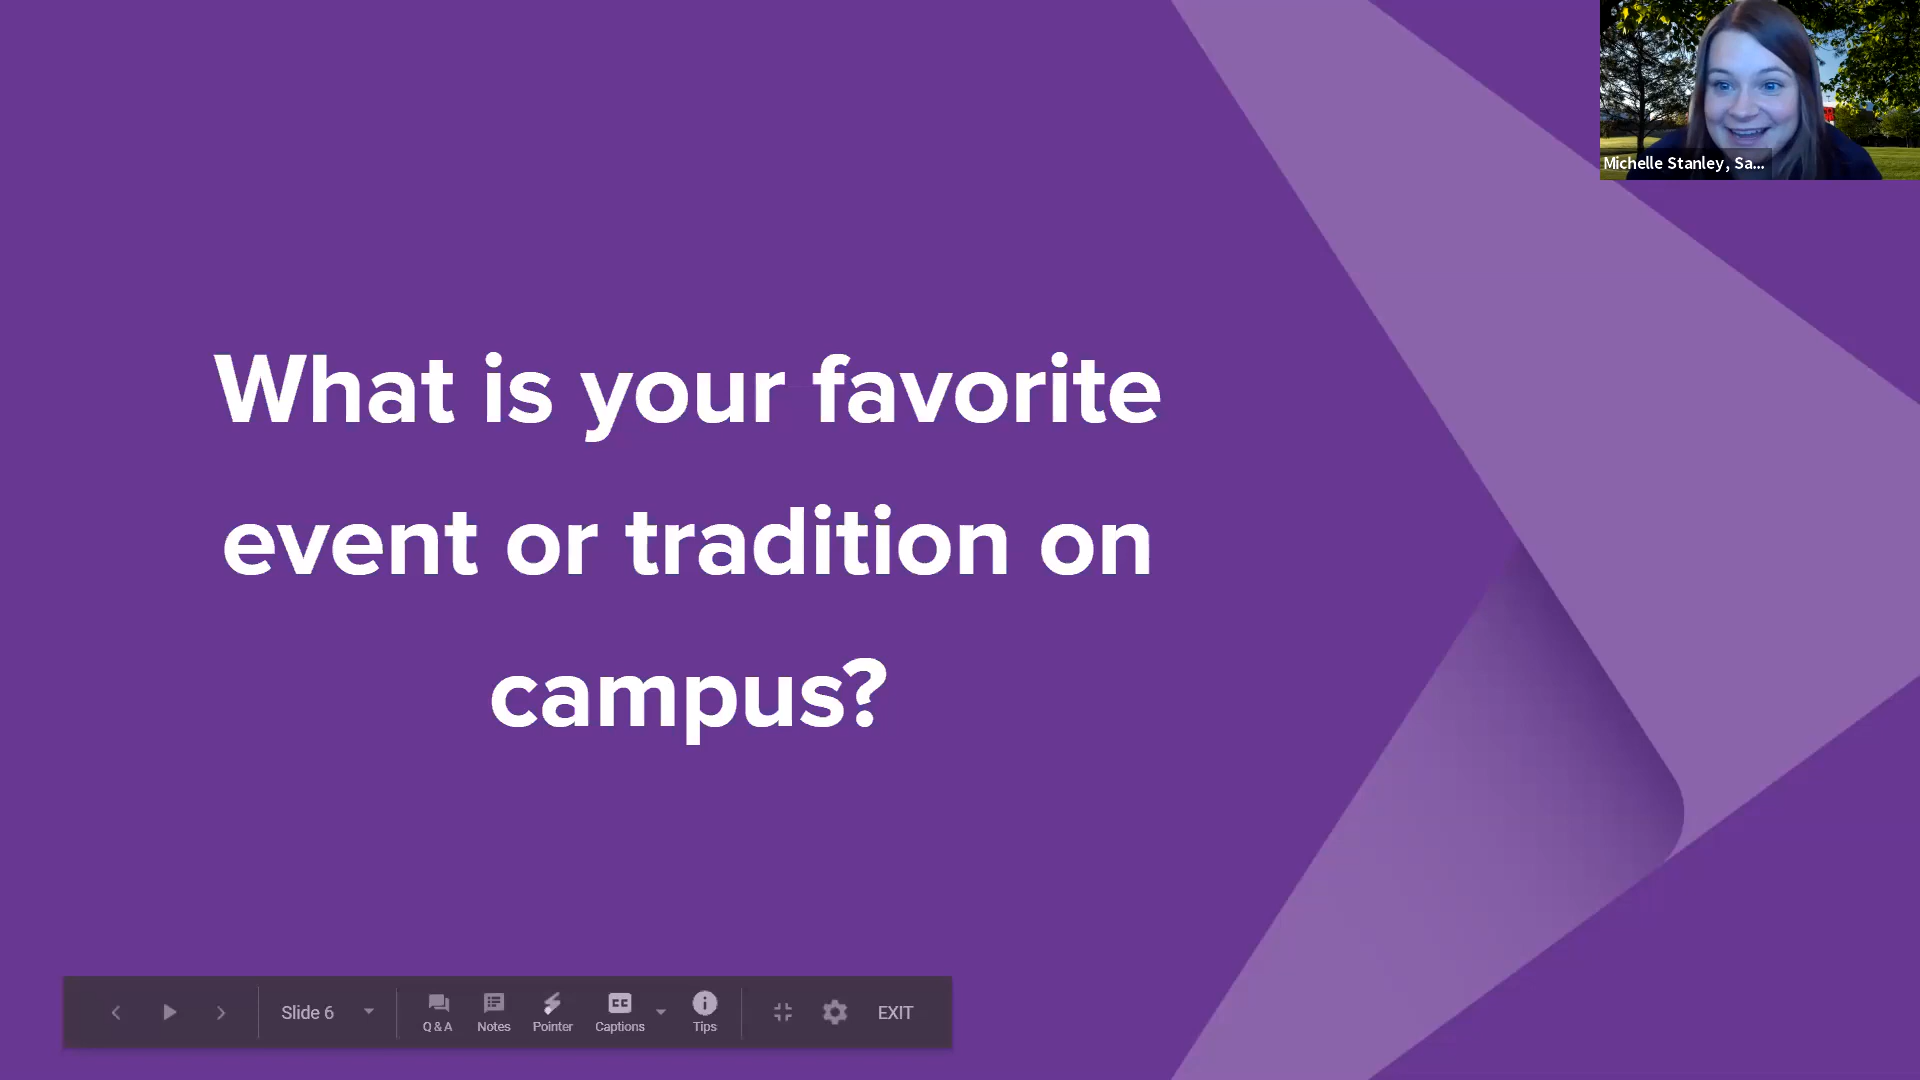 Michelle Stanley, Sa...
What is your favorite
event or tradition on
campus?
Slide 6
Q & A
Notes
Pointer
CC
Captions
Tips
EXIT